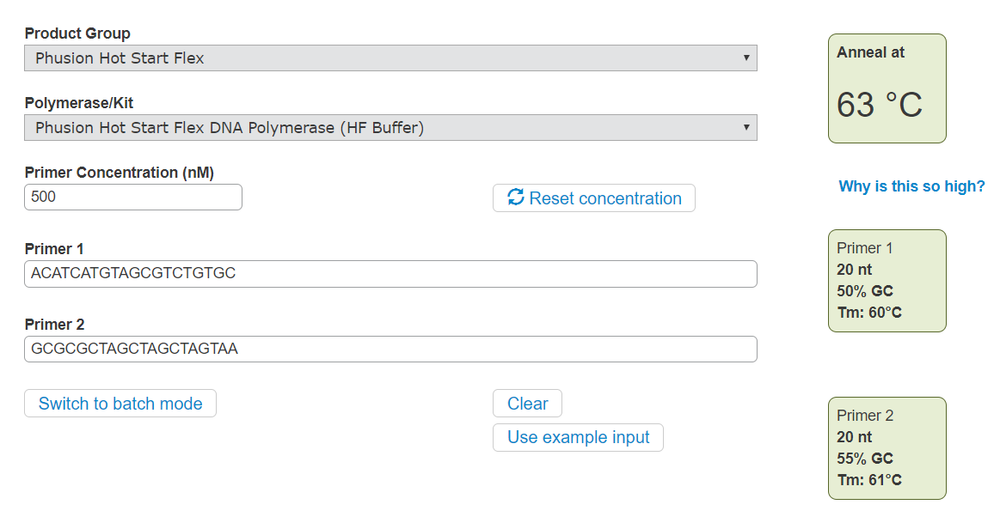 Product Group
Phusion Hot Start Flex
Polymerase/Kit
Phusion Hot Start Flex DNA Polymerase (HF Buffer)
Primer Concentration (nM)
500
Reset concentration
Primer 1
ACATCATGTAGCGTCTGTGC
Primer 2
GCGCGCTAGCTAGCTAGTAA
Switch to batch mode
Clear
Use example input
Anneal at
63 °C
Why is this so high?
Primer 1
20 nt
50% GC
Tm: 60°C
Primer 2
20 nt
55% GC
Tm: 61°C